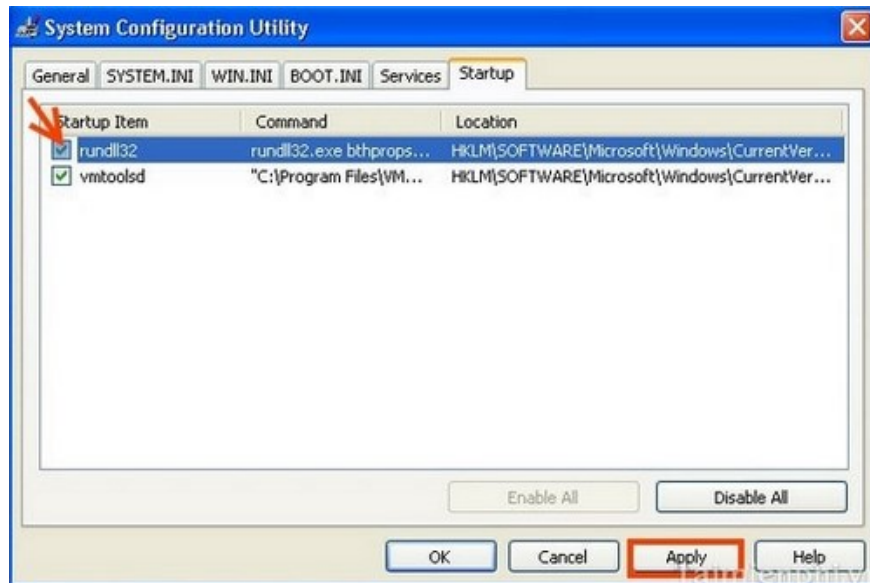 System Configuration Utility
General SYSTEM.INI WIN.INI BOOT.INI Services Startup
Startup Item Command Location
rundll32 rundll32.exe bthprops... HKLM\SOFTWARE\Microsoft\Windows\CurrentVer...
vmtoolsd "C:\Program Files\VM... HKLM\SOFTWARE\Microsoft\Windows\CurrentVer...
Enable All Disable All
OK Cancel Apply Help